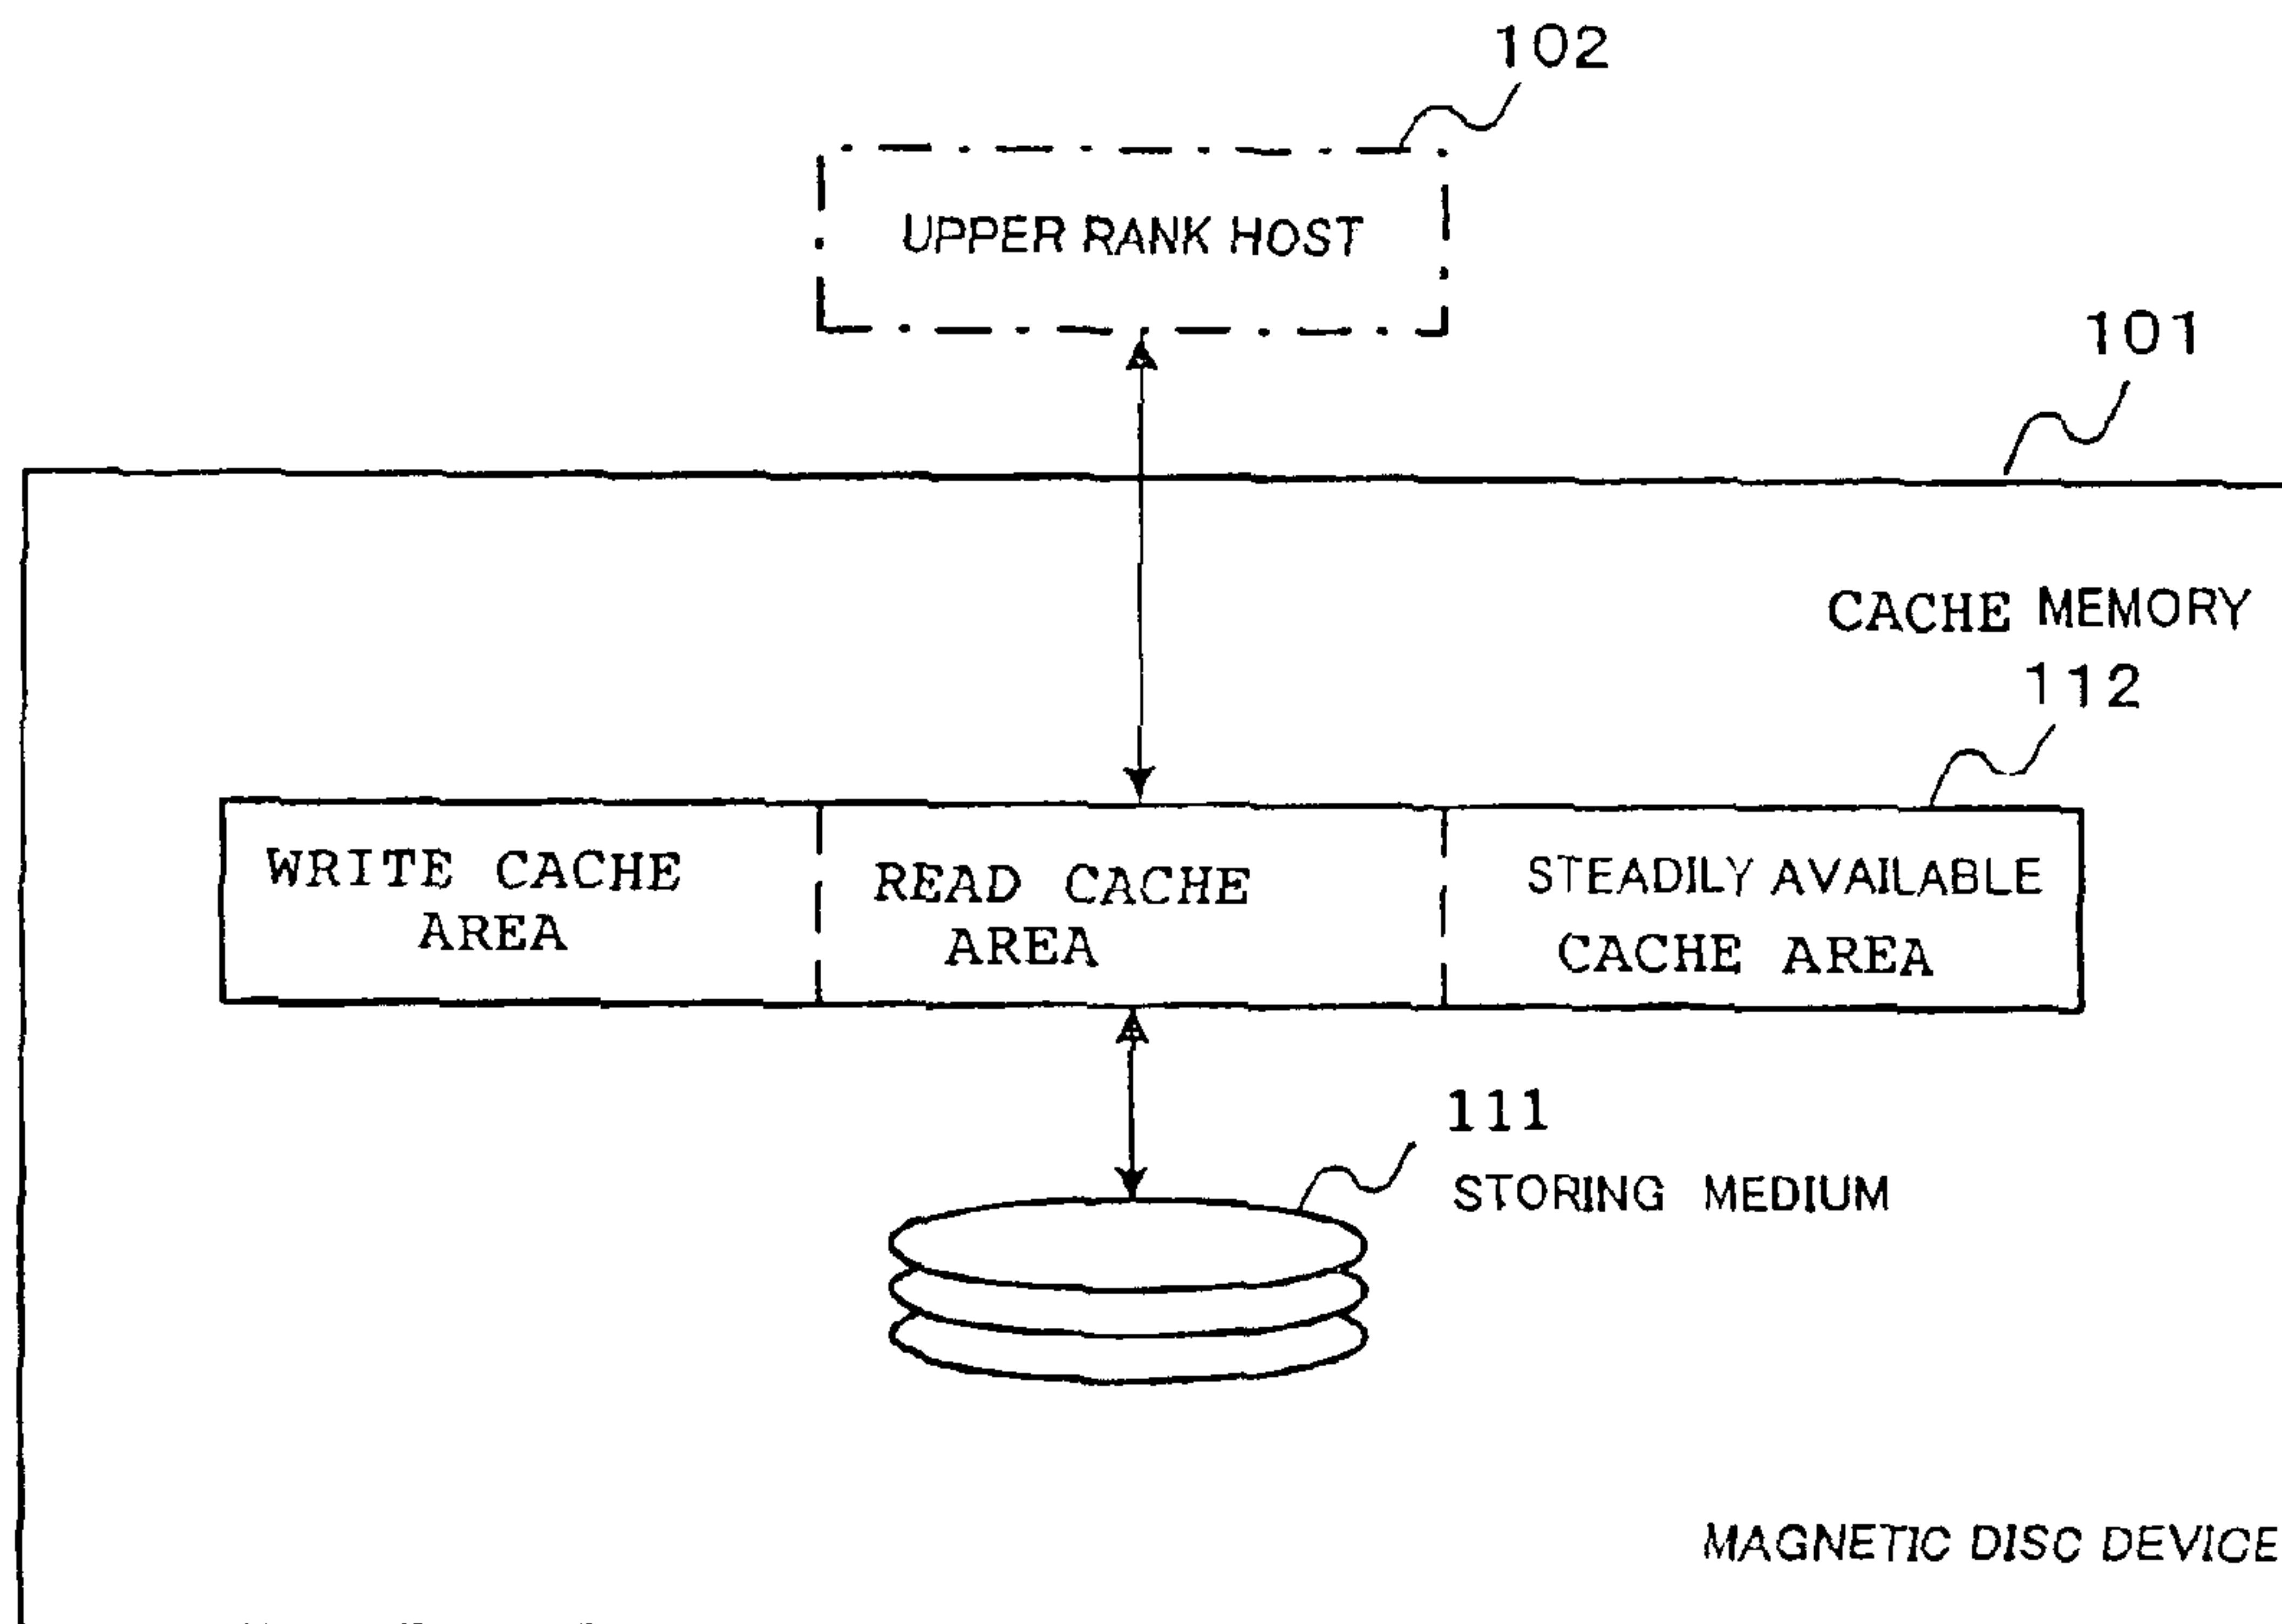 102
UPPER RANK HOST
101
CACHE MEMORY
112
WRITE CACHE
AREA
READ CACHE
AREA
STEADILY AVAILABLE
CACHE AREA
111
STORING MEDIUM
MAGNETIC DISC DEVICE